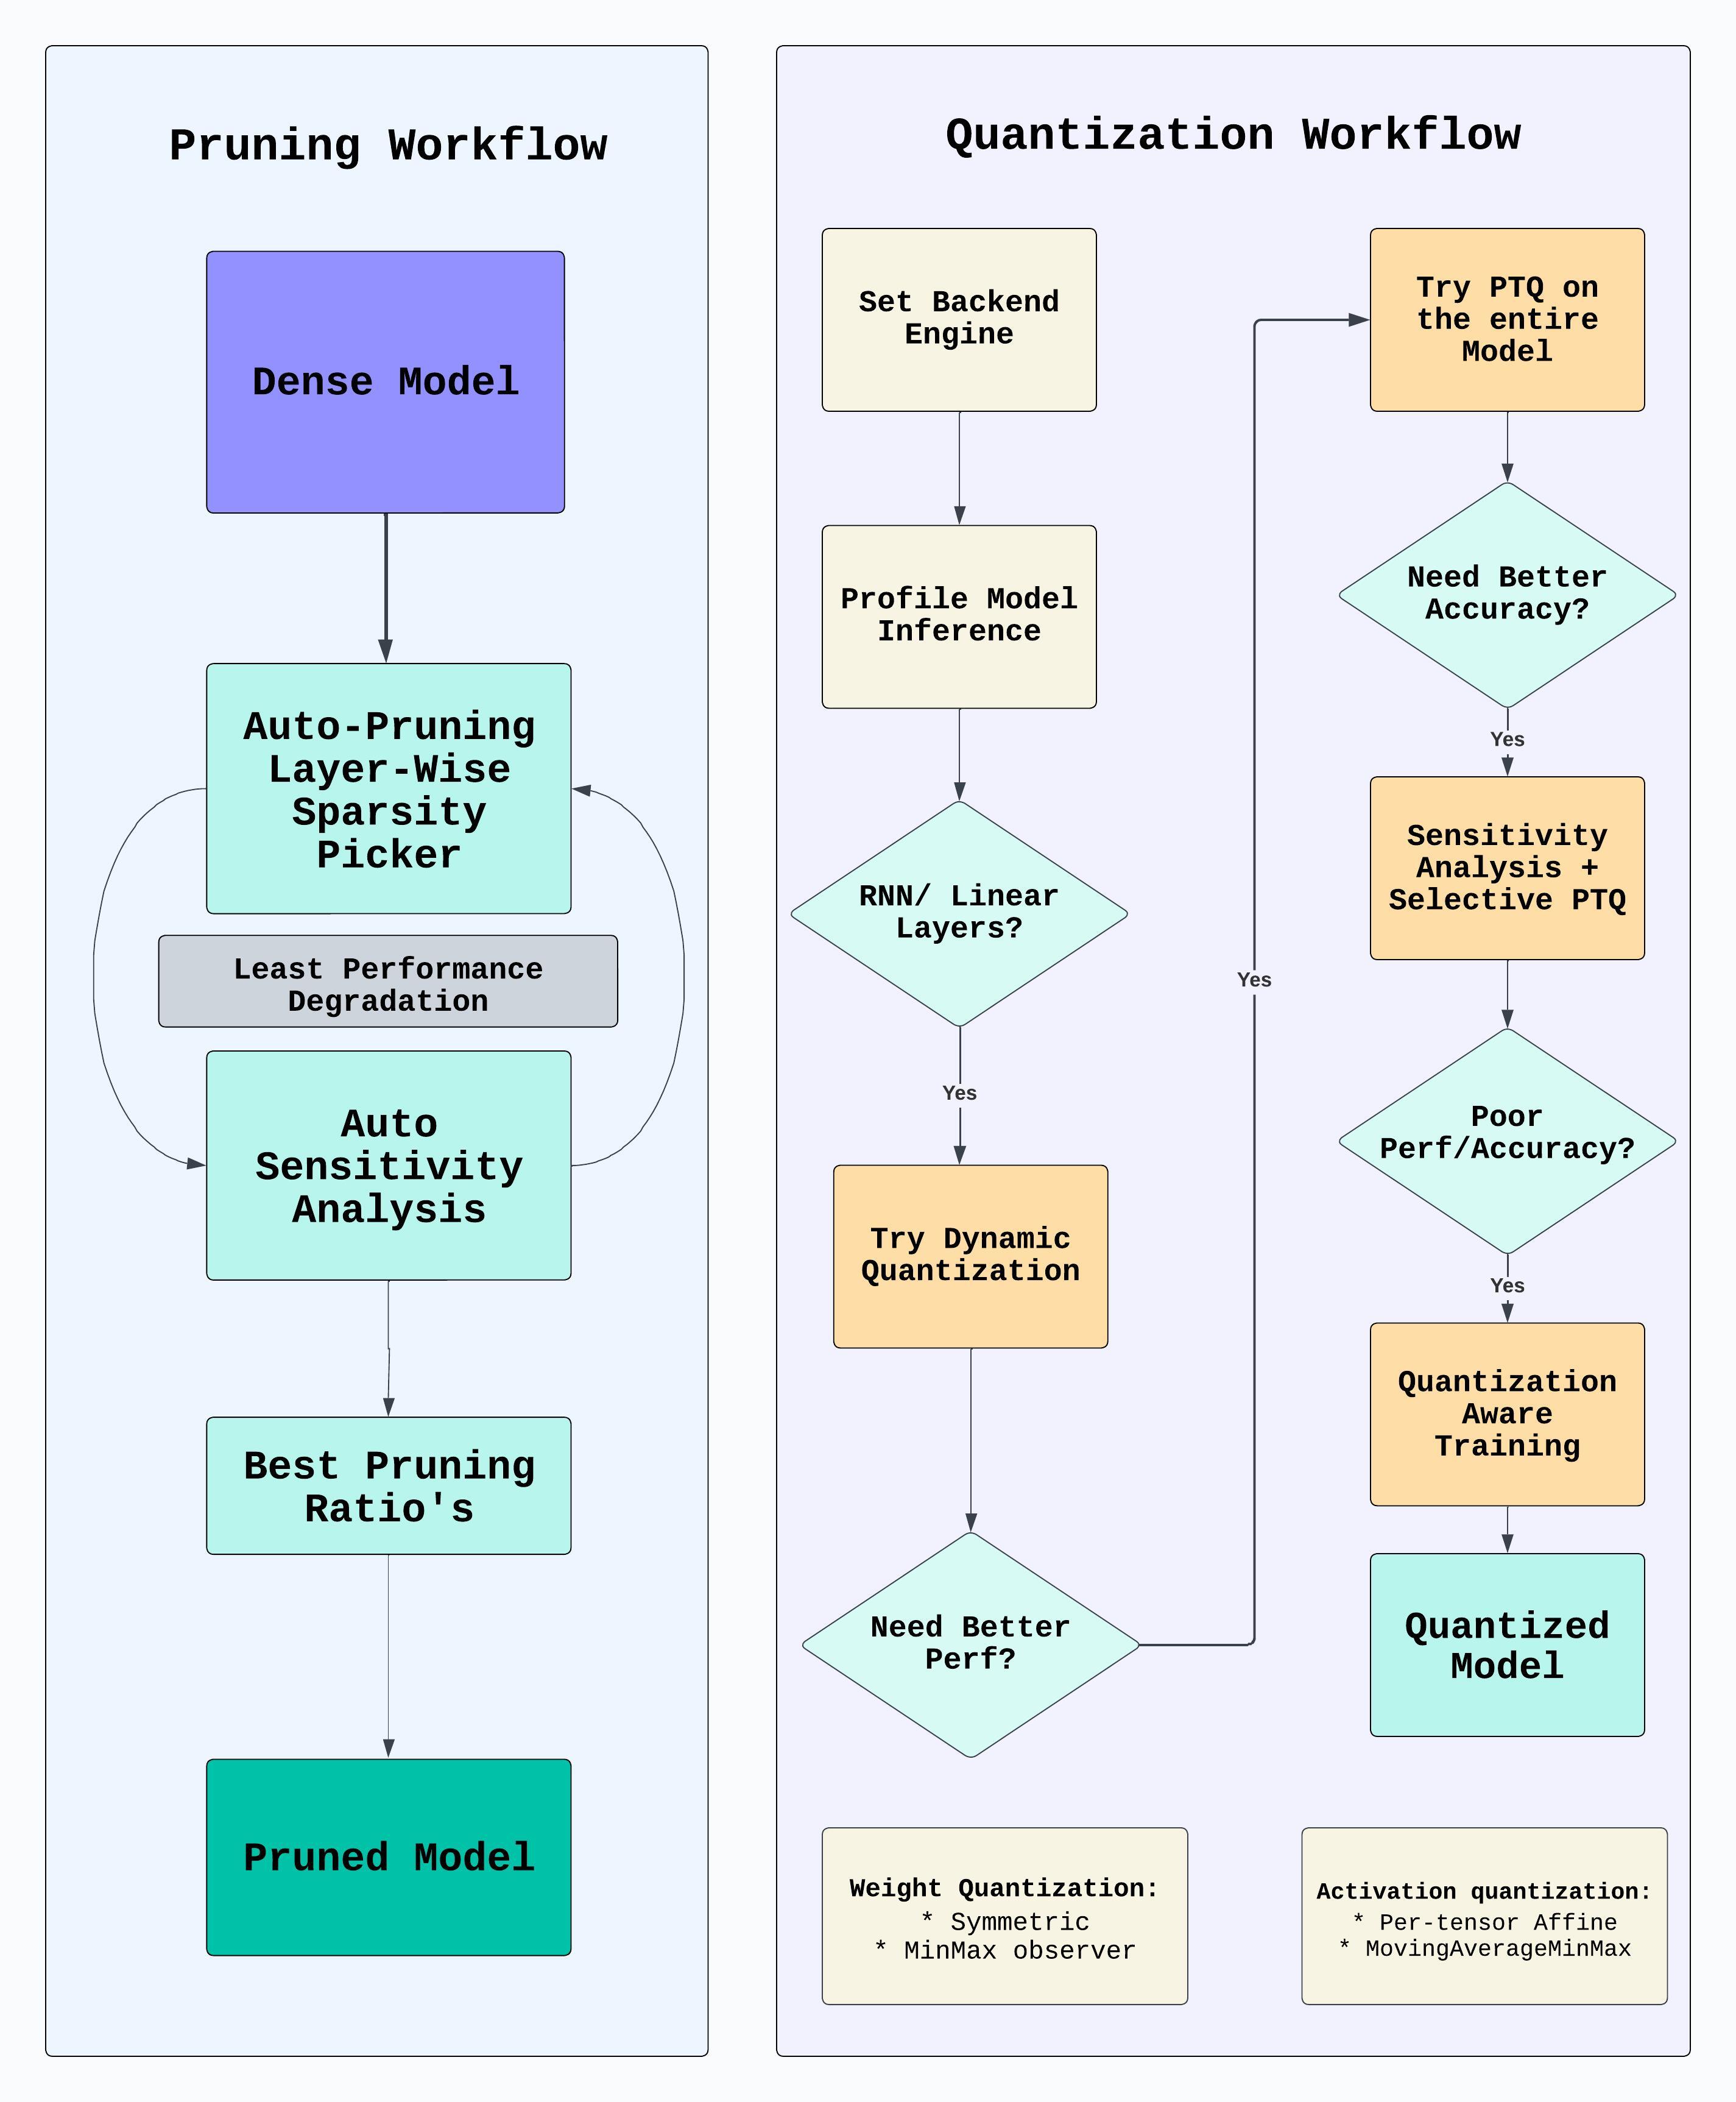 Pruning Workflow
Dense Model
Auto-Pruning
Layer-Wise
Sparsity
Picker
Least Performance
Degradation
Auto
Sensitivity
Analysis
Best Pruning
Ratio's
Pruned Model
Quantization Workflow
Set Backend
Engine
Profile Model
Inference
RNN/ Linear
Layers?
Yes
Try Dynamic
Quantization
Need Better
Perf?
Yes
Try PTQ on
the entire
Model
Need Better
Accuracy?
Yes
Sensitivity
Analysis +
Selective PTQ
Poor
Perf/Accuracy?
Yes
Quantization
Aware
Training
Quantized
Model
Weight Quantization:
* Symmetric
* MinMax observer
Activation quantization:
* Per-tensor Affine
* MovingAverageMinMax